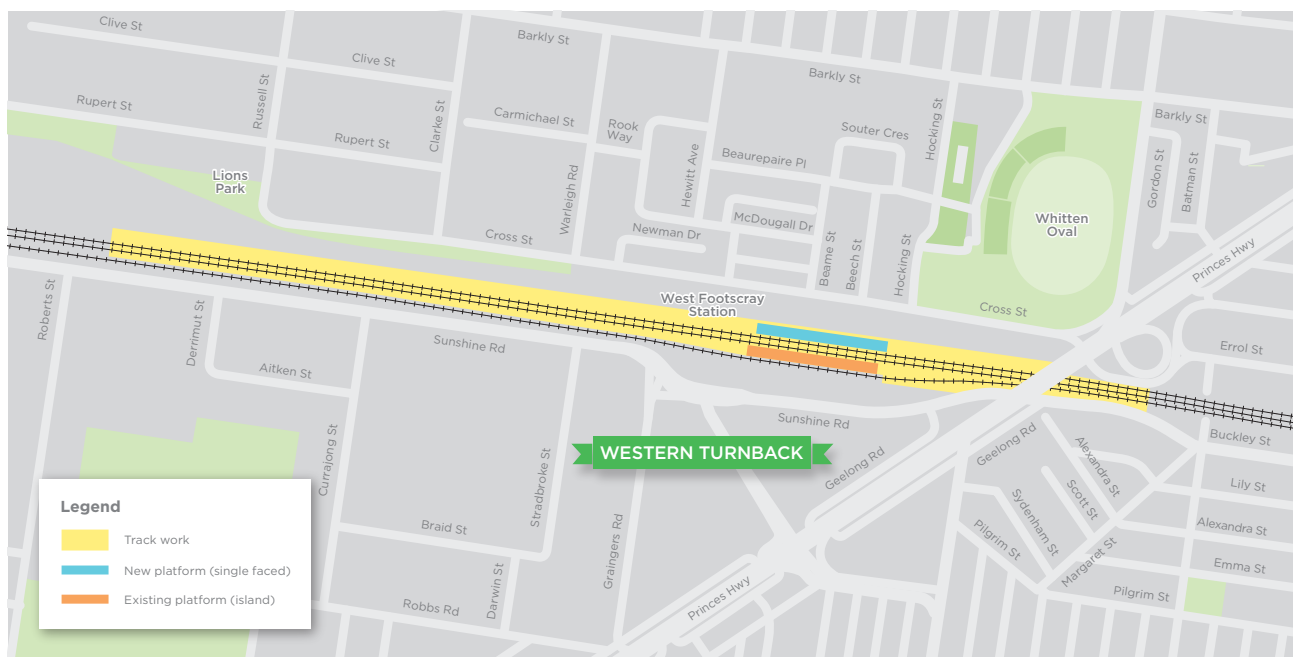 Clive St
Clive St
Barkly St
Barkly St
Rupert St
Russell St
Rupert St
Clarke St
Carmichael St
Rook
Way
Souter Cres
Hocking St
Barkly St
Lions
Park
Warleigh Rd
Hewitt Ave
Beaurepaire Pl
Gordon St
Batman St
Cross St
Newman Dr
McDougall Dr
Whitten
Oval
Beame St
Beech St
Hocking St
Princes Hwy
Roberts St
West Footscray
Station
Cross St
Derrimut St
Sunshine Rd
Errol St
Aitken St
Sunshine Rd
Currajong St
Stradbroke St
WESTERN TURNBACK
Geelong Rd
Geelong Rd
Alexandra St
Buckley St
Lily St
Legend
Track work
New platform (single faced)
Existing platform (island)
Braid St
Graingers Rd
Scott St
Sydenham St
Pilgrim St
Margaret St
Alexandra St
Emma St
Darwin St
Robbs Rd
Princes Hwy
Pilgrim St